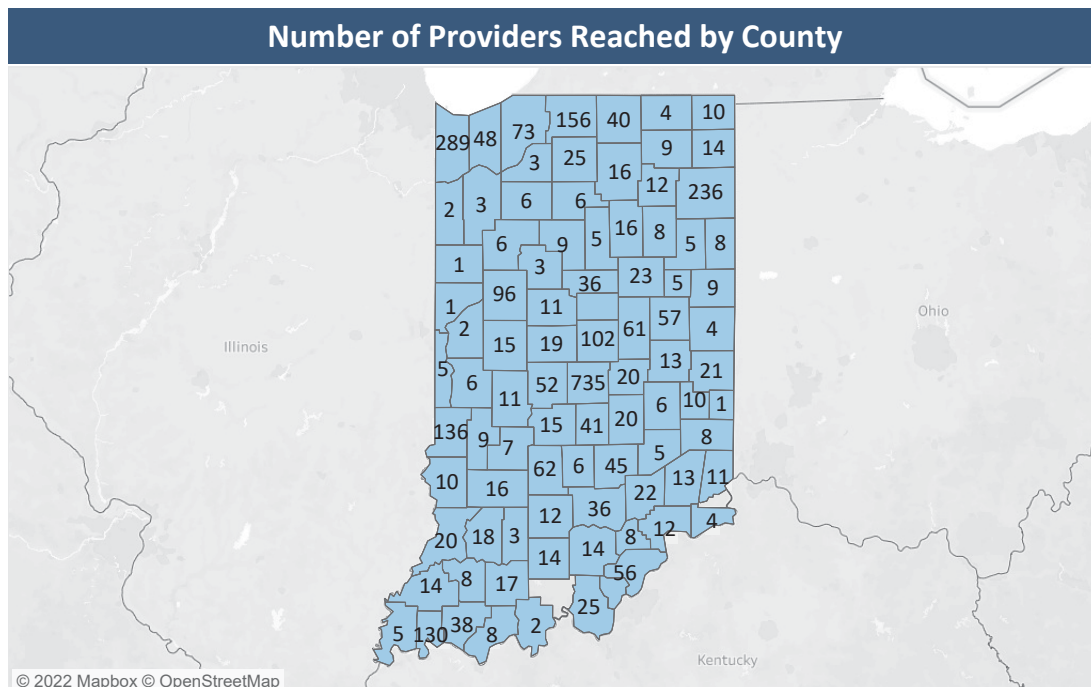 Number of Providers Reached by County
289 48 73 156 40 4 10
3 25 9 14
16
2 3 6 6 12 236
6 9 5 16 8 5 8
1 3 36 23 5 9
1 96 11 61 57 4
2 15 19 102
Illinois
Ohio
5 6 11 52 735 20 13 21
6 10 1
136 9 7 15 41 20 8
10 16 62 6 45 5 13 11
22
20 18 3 12 36 8 12 4
14 14
14 8 17 56
25
5 130 38 8 2
Kentucky
© 2022 Mapbox © OpenStreetMap